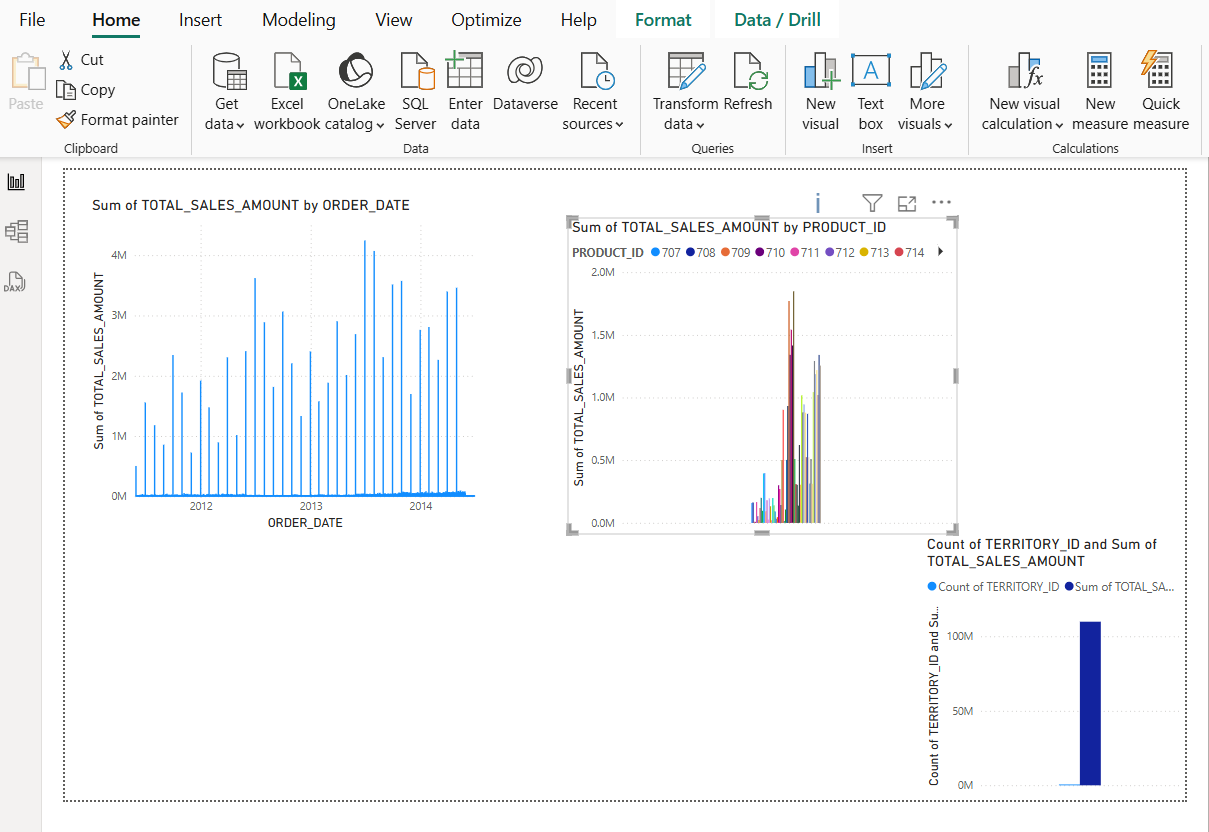 File Home Insert Modeling View Optimize Help Format Data / Drill
Paste
Cut
Copy
Format painter
Clipboard
Get data
Excel workbook
OneLake catalog
SQL Server
Enter data
Dataverse
Recent sources
Data
Transform data
Refresh
Queries
New visual
Text box
More visuals
Insert
New visual calculation
New measure
Quick measure
Calculations
DAX
Sum of TOTAL_SALES_AMOUNT by ORDER_DATE
Sum of TOTAL_SALES_AMOUNT
4M
3M
2M
1M
0M
2012 2013 2014
ORDER_DATE
Sum of TOTAL_SALES_AMOUNT by PRODUCT_ID
PRODUCT_ID 707 708 709 710 711 712 713 714
Sum of TOTAL_SALES_AMOUNT
2.0M
1.5M
1.0M
0.5M
0.0M
Count of TERRITORY_ID and Sum of
TOTAL_SALES_AMOUNT
Count of TERRITORY_ID Sum of TOTAL_SA...
Count of TERRITORY_ID and Su...
100M
50M
0M